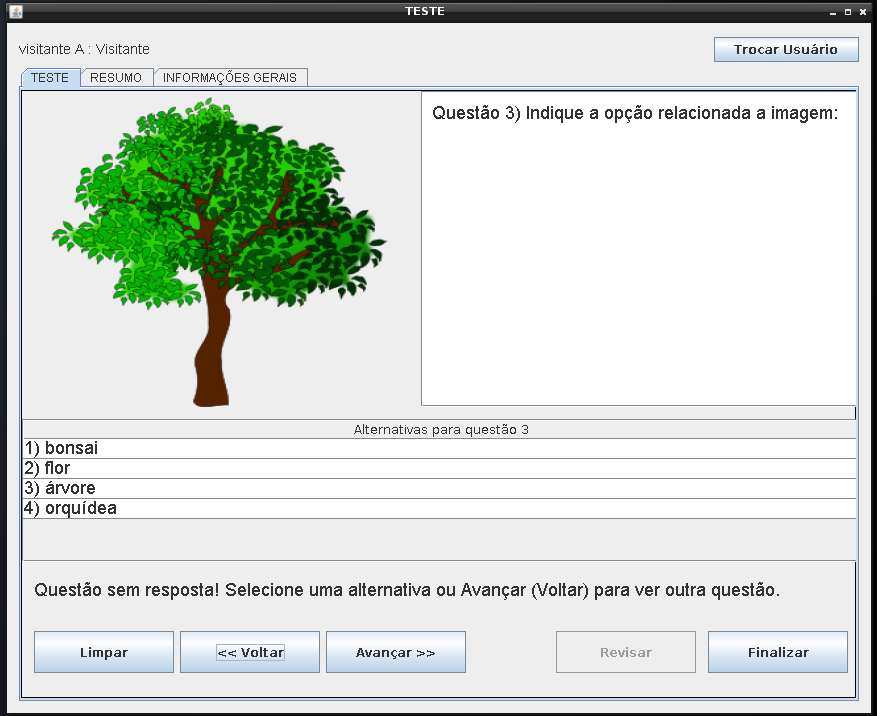 TESTE
visitante A : Visitante
Trocar Usuário
TESTE RESUMO INFORMAÇÕES GERAIS
Questão 3) Indique a opção relacionada a imagem:
Alternativas para questão 3
1) bonsai
2) flor
3) árvore
4) orquídea
Questão sem resposta! Selecione uma alternativa ou Avançar (Voltar) para ver outra questão.
Limpar << Voltar Avançar >> Revisar Finalizar